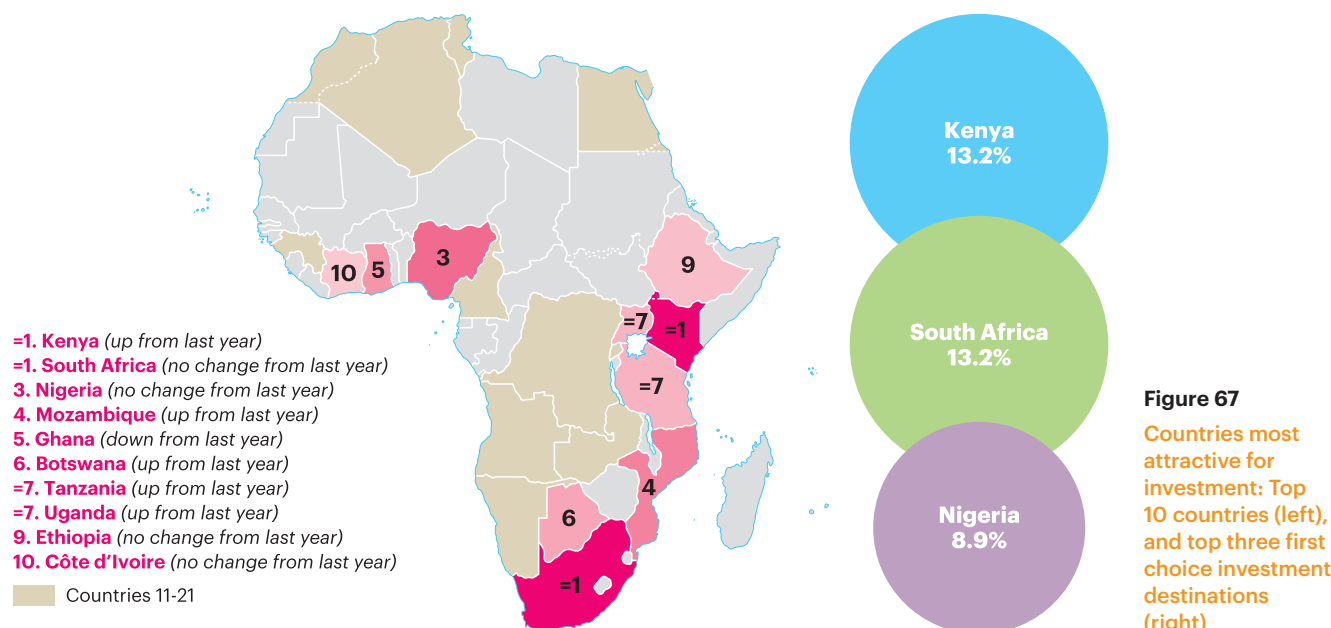 10
5
3
9
=7
=1
=7
4
6
=1
=1. Kenya (up from last year)
=1. South Africa (no change from last year)
3. Nigeria (no change from last year)
4. Mozambique (up from last year)
5. Ghana (down from last year)
6. Botswana (up from last year)
=7. Tanzania (up from last year)
=7. Uganda (up from last year)
9. Ethiopia (no change from last year)
10. Côte d’Ivoire (no change from last year)
Countries 11-21
Kenya
13.2%
South Africa
13.2%
Nigeria
8.9%
Figure 67
Countries most
attractive for
investment: Top
10 countries (left),
and top three first
choice investment
destinations
(right)